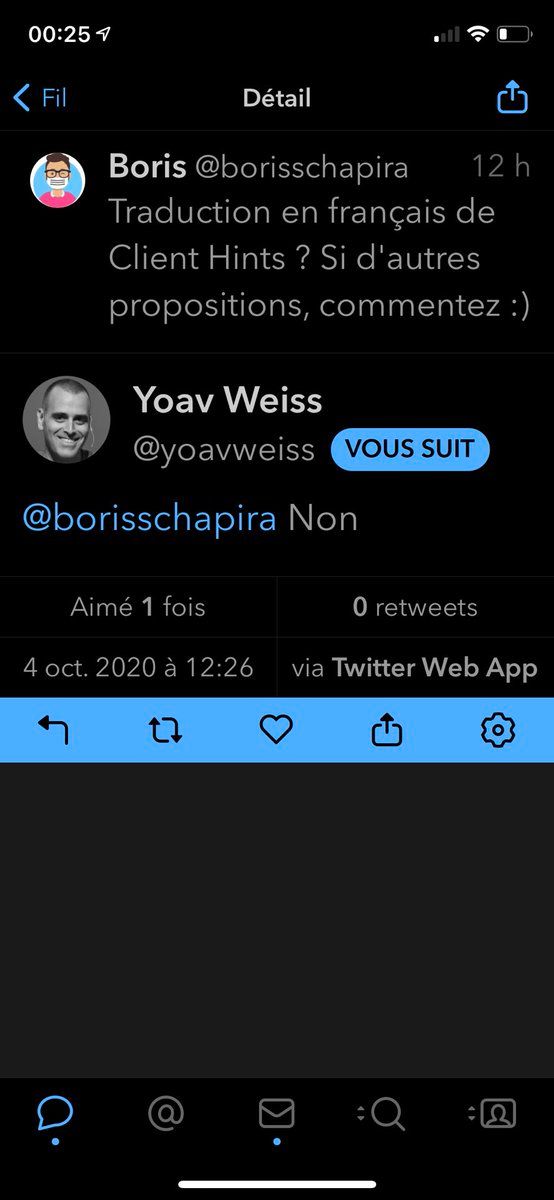 00:25
Fil
Détail
Boris @borisschapira 12 h
Traduction en français de
Client Hints ? Si d'autres
propositions, commentez :)
Yoav Weiss
@yoavweiss VOUS SUIT
@borisschapira Non
Aimé 1 fois
0 retweets
4 oct. 2020 à 12:26
via Twitter Web App